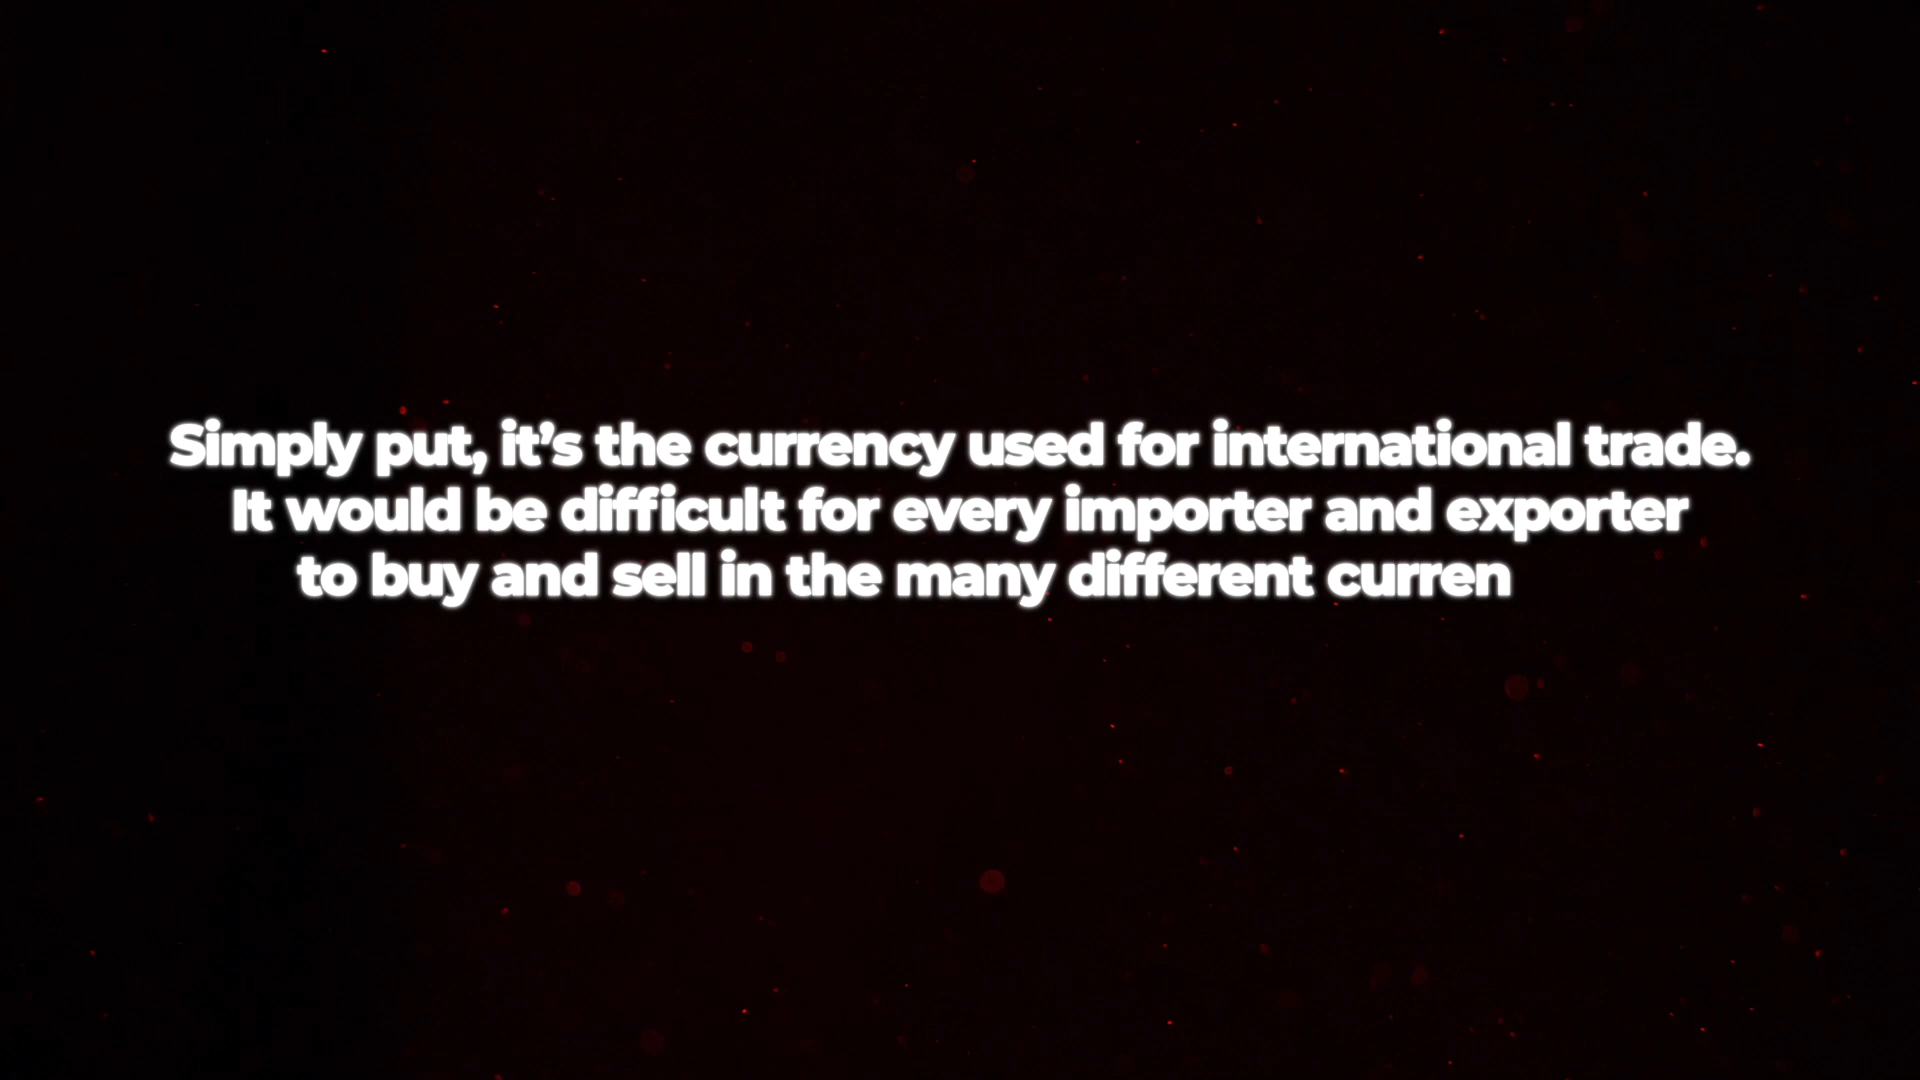 Simply put, it’s the currency used for international trade.
It would be difficult for every importer and exporter
to buy and sell in the many different curren